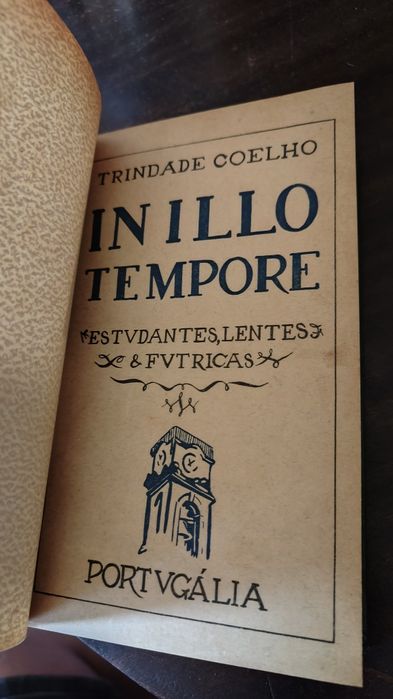 TRINDADE COELHO
IN ILLO
TEMPORE
ESTVDANTES, LENTES
& FVTRICAS
PORTVGÁLIA